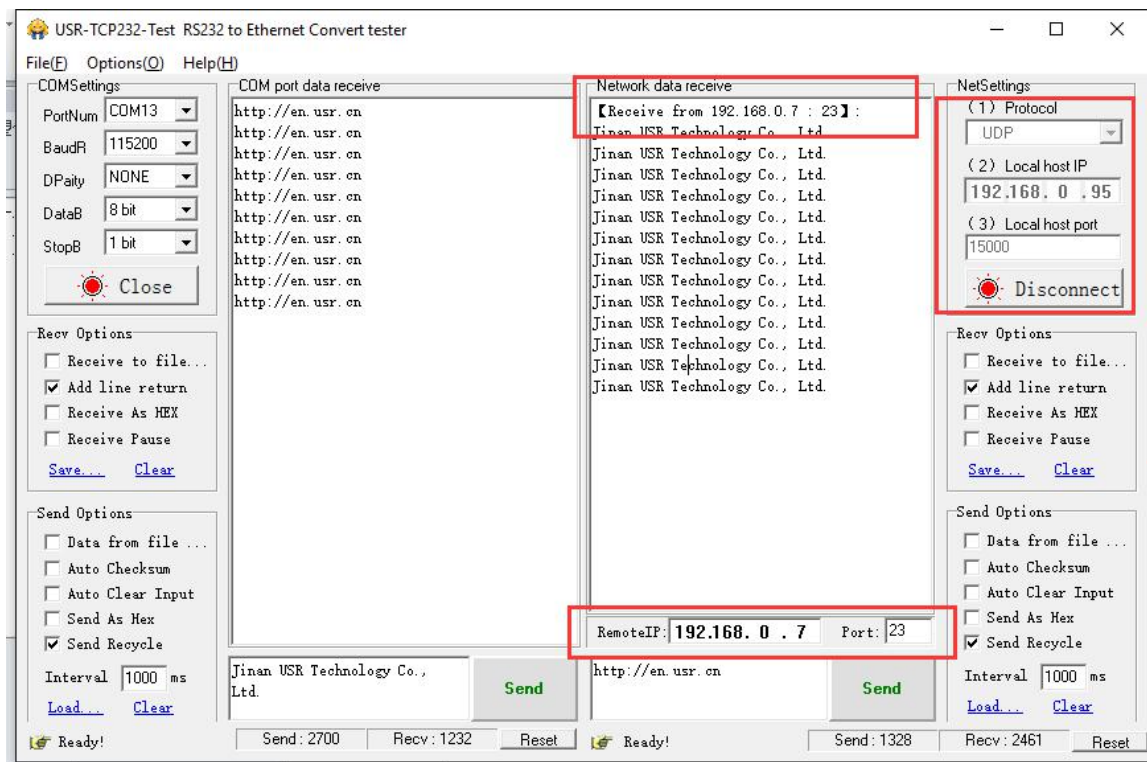 USR-TCP232-Test RS232 to Ethernet Convert tester
File(F) Options(O) Help(H)
COMSettings
PortNum COM13
BaudR 115200
DPaity NONE
DataB 8 bit
StopB 1 bit
Close
Recv Options
Receive to file...
Add line return
Receive As HEX
Receive Pause
Save... Clear
Send Options
Data from file ...
Auto Checksum
Auto Clear Input
Send As Hex
Send Recycle
Interval 1000 ms
Load... Clear
COM port data receive
http://en.usr.cn
http://en.usr.cn
http://en.usr.cn
http://en.usr.cn
http://en.usr.cn
http://en.usr.cn
http://en.usr.cn
http://en.usr.cn
http://en.usr.cn
http://en.usr.cn
Jinan USR Technology Co.,
Ltd.
Send
Network data receive
【Receive from 192.168.0.7 : 23】:
Jinan USR Technology Co., Ltd.
Jinan USR Technology Co., Ltd.
Jinan USR Technology Co., Ltd.
Jinan USR Technology Co., Ltd.
Jinan USR Technology Co., Ltd.
Jinan USR Technology Co., Ltd.
Jinan USR Technology Co., Ltd.
Jinan USR Technology Co., Ltd.
Jinan USR Technology Co., Ltd.
Jinan USR Technology Co., Ltd.
Jinan USR Technology Co., Ltd.
Jinan USR Technology Co., Ltd.
Jinan USR Technology Co., Ltd.
RemoteIP: 192.168. 0 . 7 Port: 23
http://en.usr.cn
Send
NetSettings
(1) Protocol
UDP
(2) Local host IP
192.168. 0 .95
(3) Local host port
15000
Disconnect
Recv Options
Receive to file...
Add line return
Receive As HEX
Receive Pause
Save... Clear
Send Options
Data from file ...
Auto Checksum
Auto Clear Input
Send As Hex
Send Recycle
Interval 1000 ms
Load... Clear
Ready! Send : 2700 Recv : 1232 Reset
Ready! Send : 1328 Recv : 2461 Reset